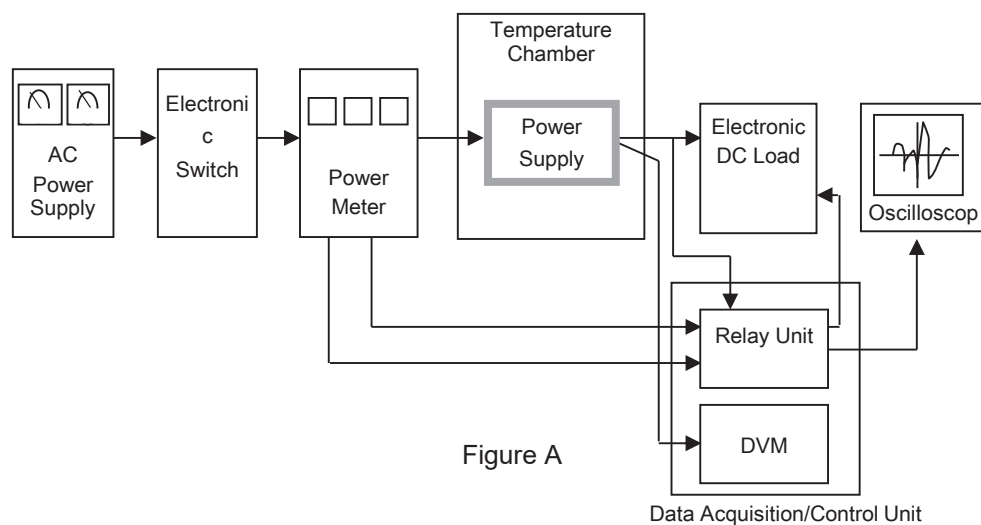 Temperature
Chamber
AC
Power
Supply
Electroni
c
Switch
Power
Meter
Power
Supply
Electronic
DC Load
Oscilloscop
Relay Unit
DVM
Figure A
Data Acquisition/Control Unit